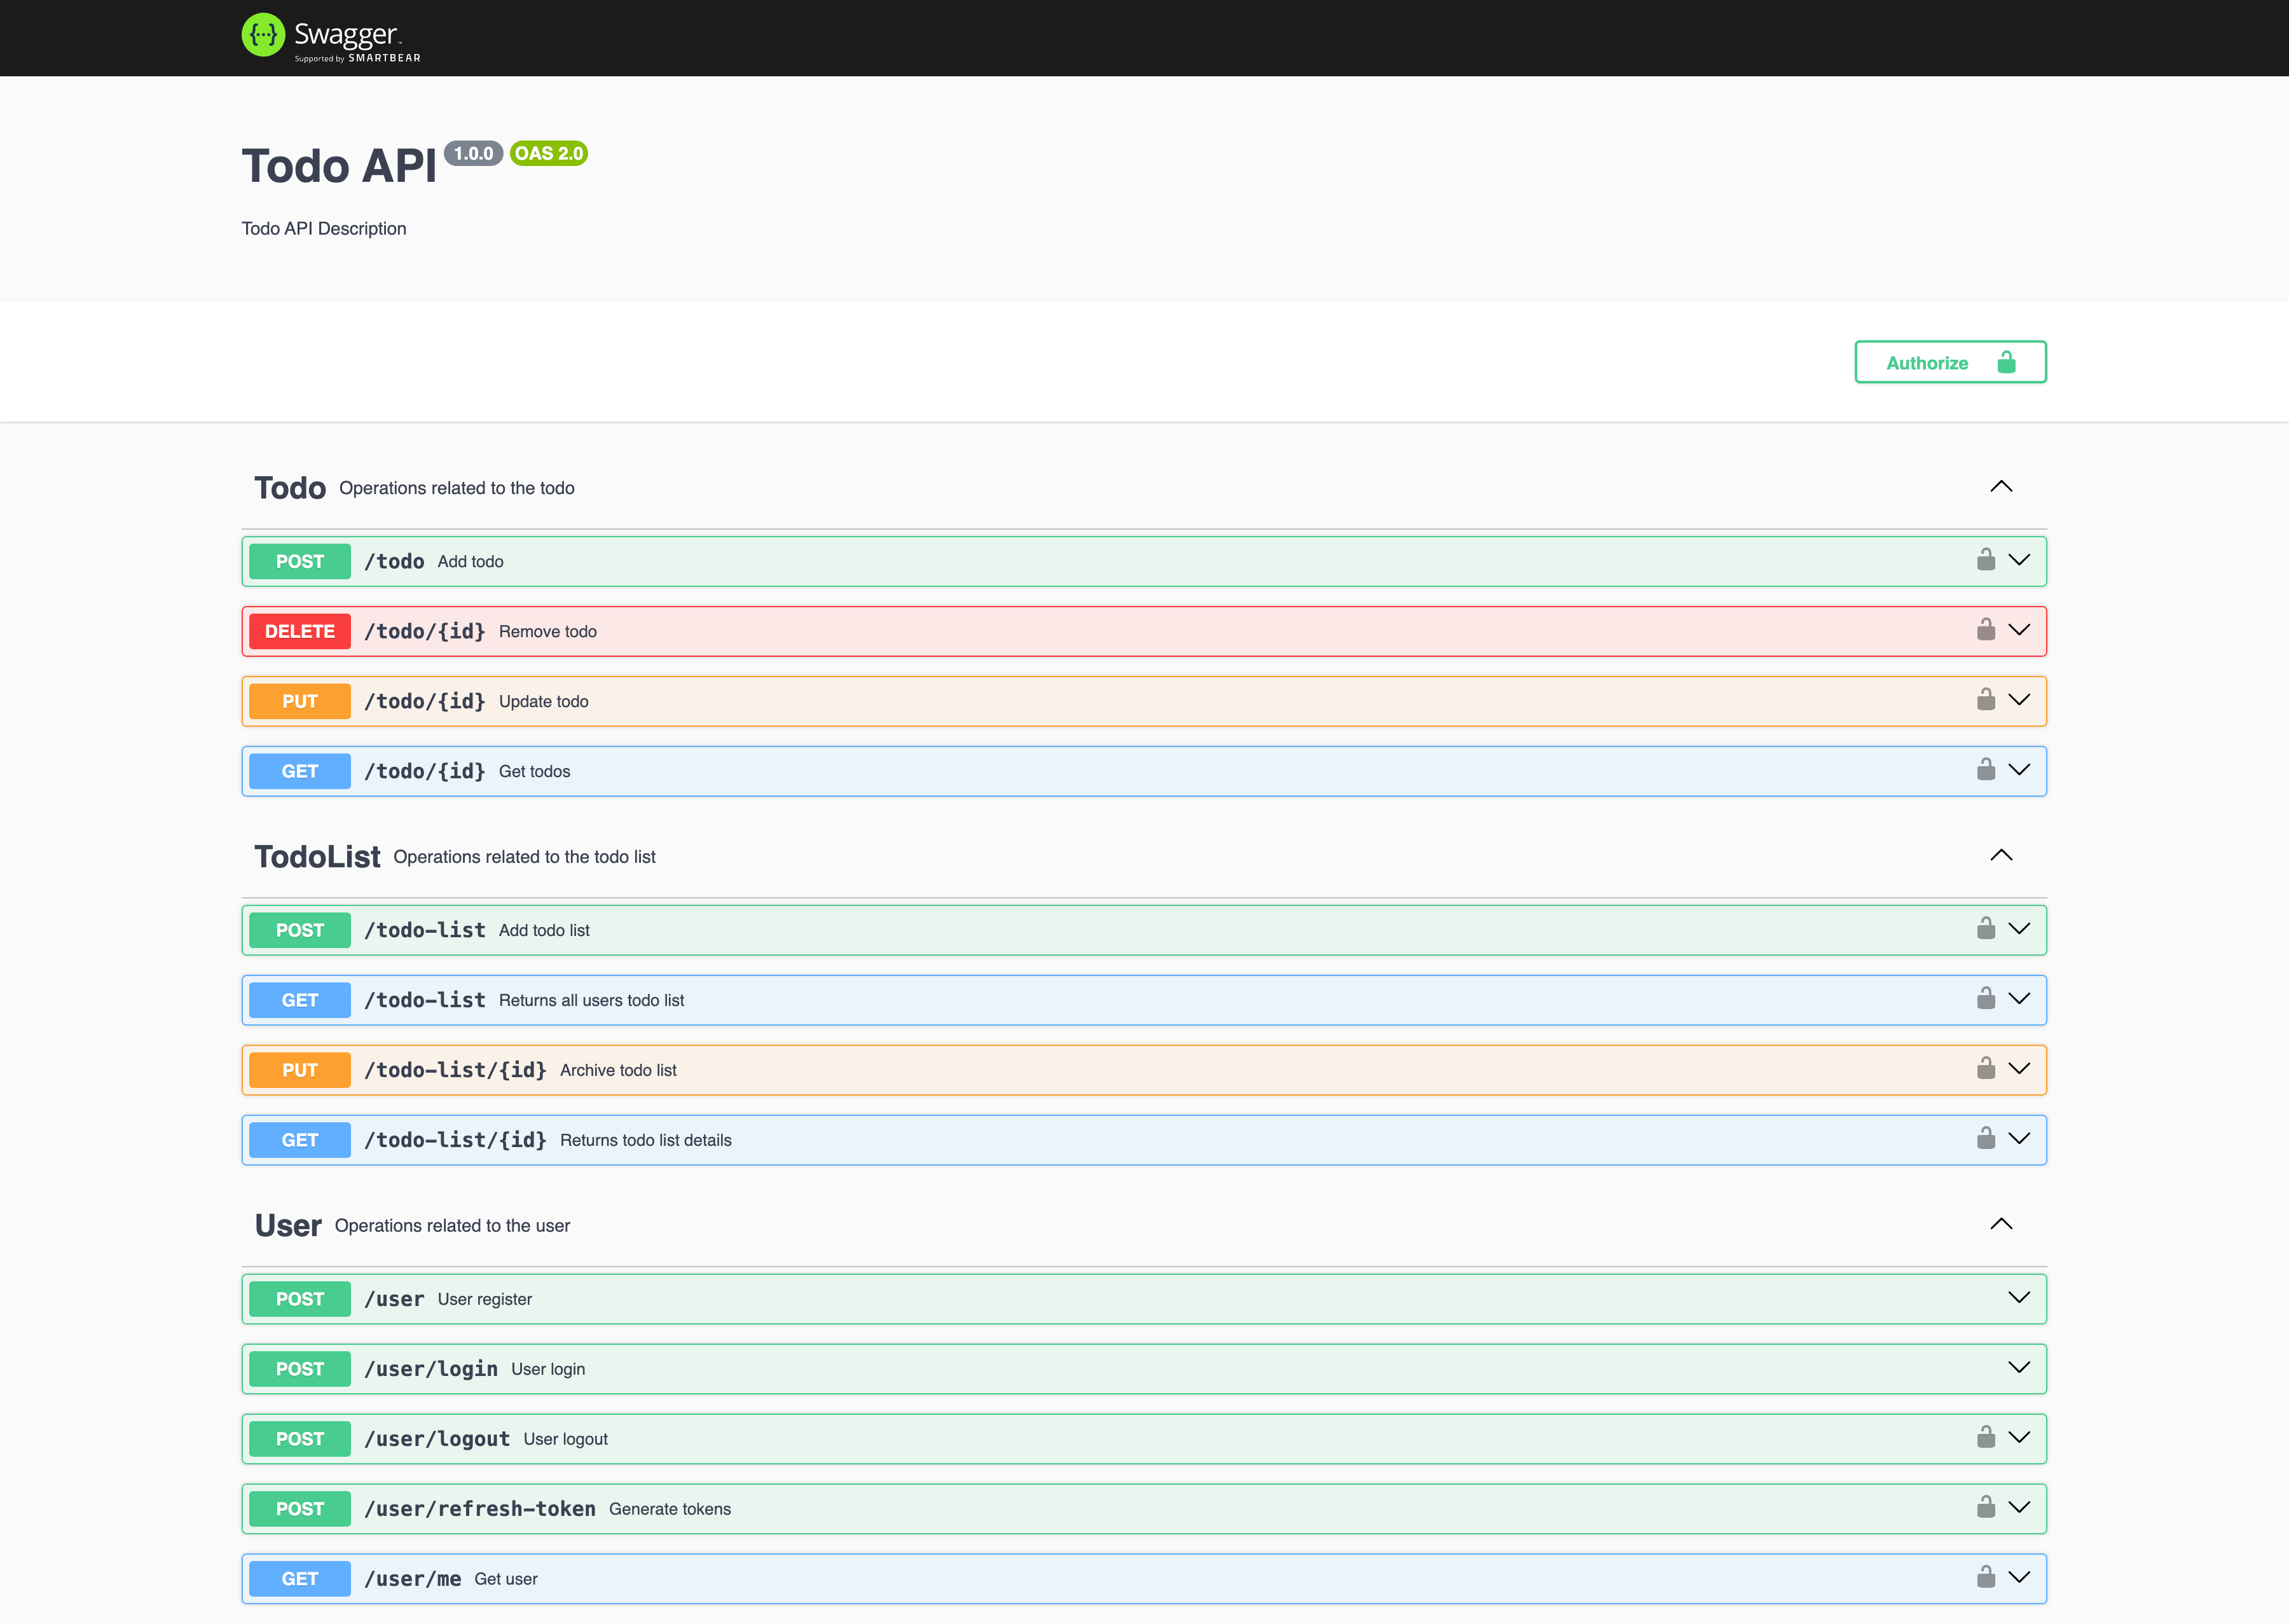 {...} Swagger™
Supported by SMARTBEAR
Todo API 1.0.0 OAS 2.0
Todo API Description
Authorize
Todo Operations related to the todo
POST /todo Add todo
DELETE /todo/{id} Remove todo
PUT /todo/{id} Update todo
GET /todo/{id} Get todos
TodoList Operations related to the todo list
POST /todo-list Add todo list
GET /todo-list Returns all users todo list
PUT /todo-list/{id} Archive todo list
GET /todo-list/{id} Returns todo list details
User Operations related to the user
POST /user User register
POST /user/login User login
POST /user/logout User logout
POST /user/refresh-token Generate tokens
GET /user/me Get user